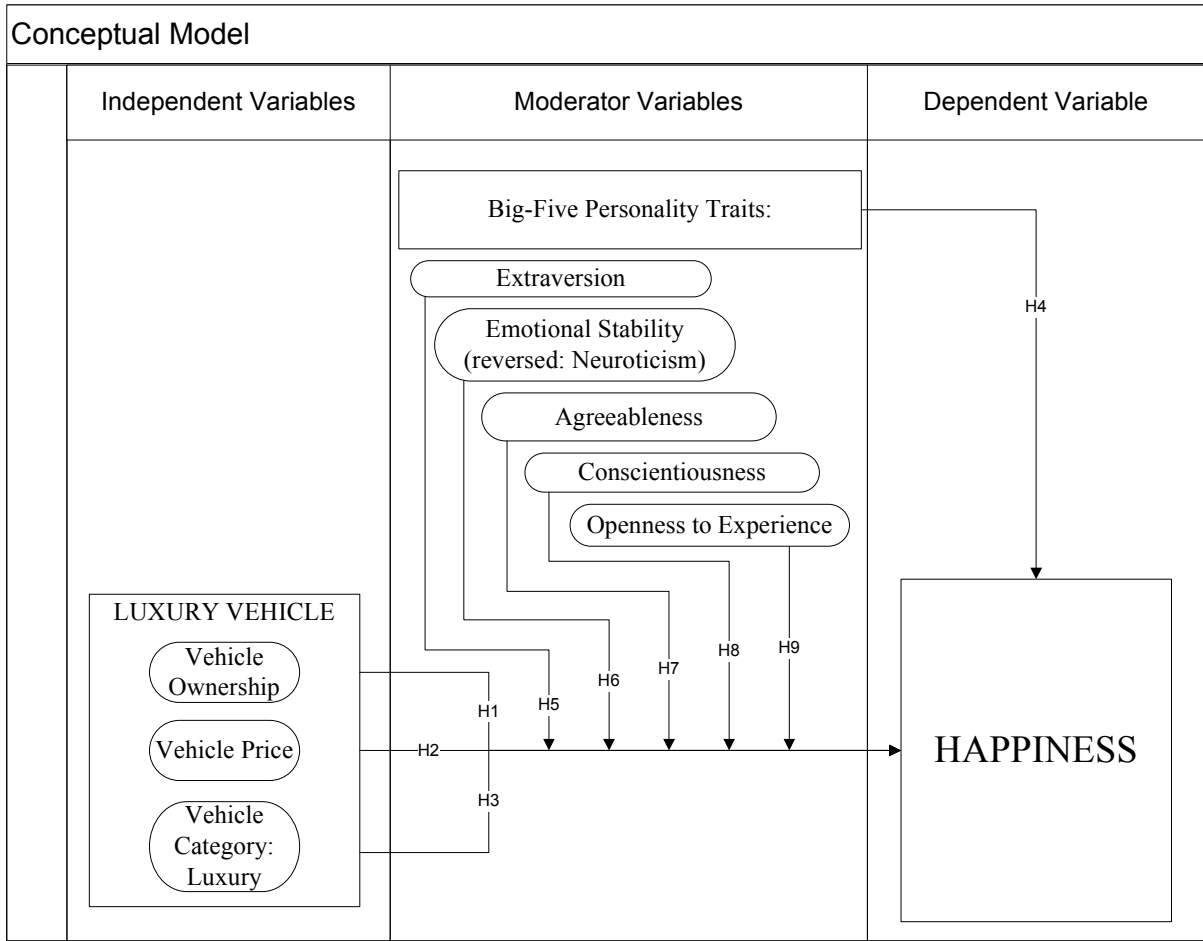 Conceptual Model
Independent Variables
Moderator Variables
Dependent Variable
Big-Five Personality Traits:
Extraversion
H4
Emotional Stability
(reversed: Neuroticism)
Agreeableness
Conscientiousness
Openness to Experience
LUXURY VEHICLE
Vehicle
Ownership
Vehicle Price
Vehicle
Category:
Luxury
H1
H2
H3
H5
H6
H7
H8
H9
HAPPINESS